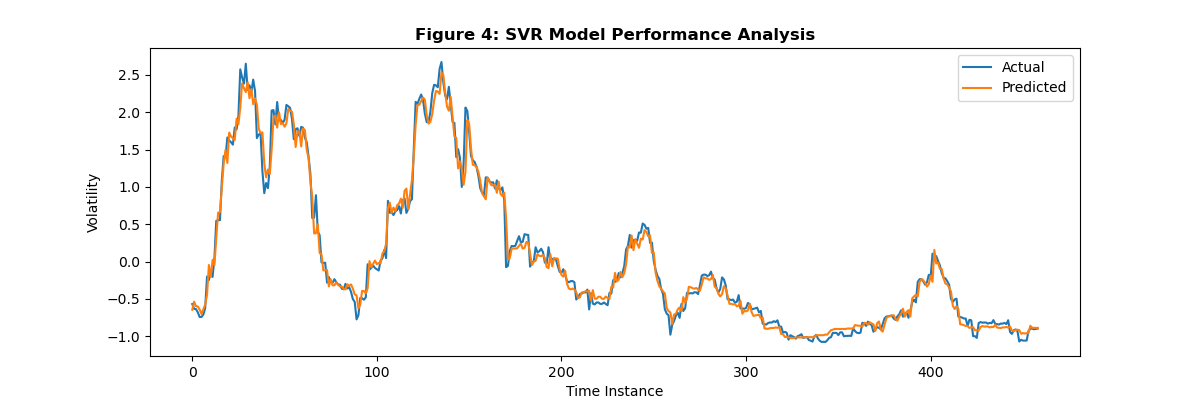 Figure 4: SVR Model Performance Analysis
Actual
Predicted
2.5
2.0
1.5
1.0
0.5
0.0
−0.5
−1.0
Volatility
0 100 200 300 400
Time Instance